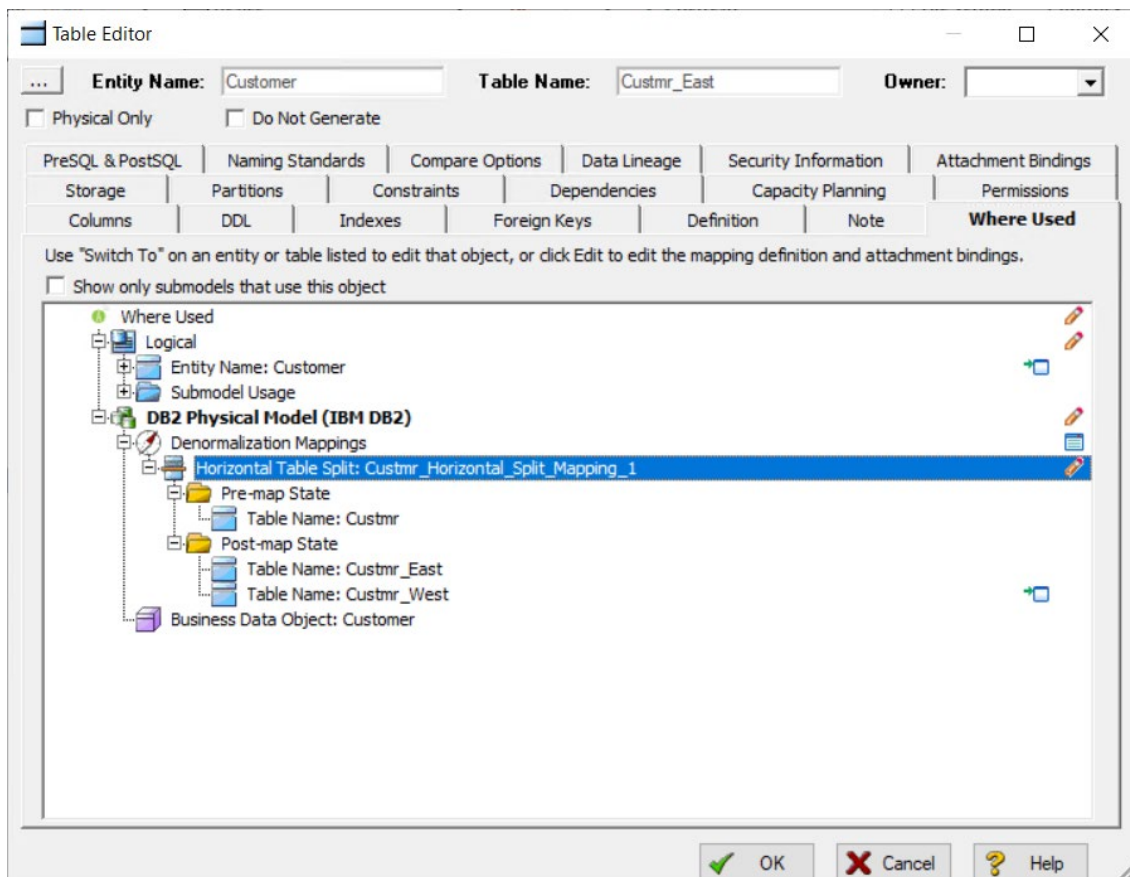 Table Editor
... Entity Name: Customer Table Name: Custmr_East Owner:
Physical Only Do Not Generate
PreSQL & PostSQL Naming Standards Compare Options Data Lineage Security Information Attachment Bindings
Storage Partitions Constraints Dependencies Capacity Planning Permissions
Columns DDL Indexes Foreign Keys Definition Note Where Used
Use "Switch To" on an entity or table listed to edit that object, or click Edit to edit the mapping definition and attachment bindings.
Show only submodels that use this object
Where Used
Logical
Entity Name: Customer
Submodel Usage
DB2 Physical Model (IBM DB2)
Denormalization Mappings
Horizontal Table Split: Custmr_Horizontal_Split_Mapping_1
Pre-map State
Table Name: Custmr
Post-map State
Table Name: Custmr_East
Table Name: Custmr_West
Business Data Object: Customer
OK Cancel Help